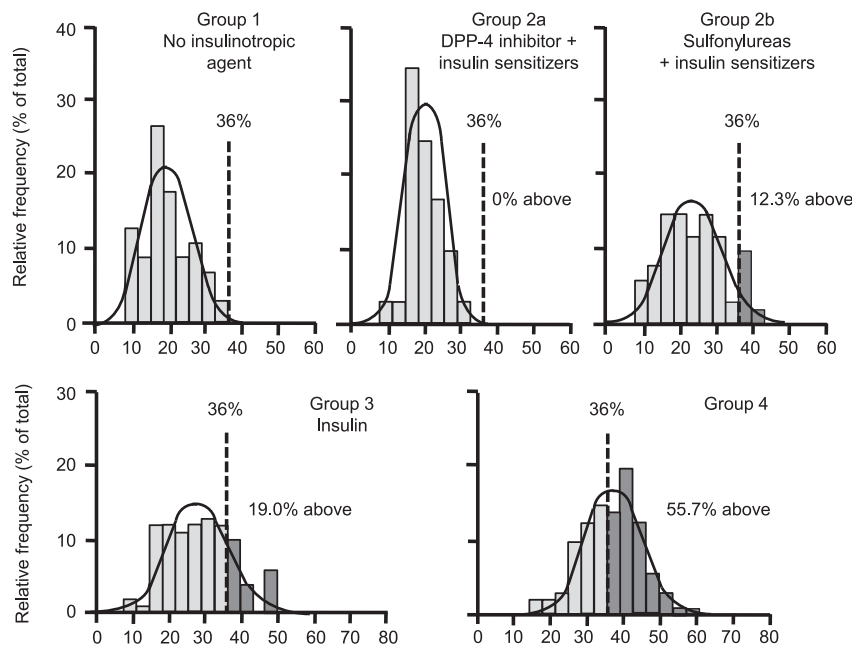 Group 1
No insulinotropic
agent
Group 2a
DPP-4 inhibitor +
insulin sensitizers
Group 2b
Sulfonylureas
+ insulin sensitizers
Relative frequency (% of total)
40
30
20
10
0
36%
36%
0% above
36%
12.3% above
0 10 20 30 40 50 60
0 10 20 30 40 50 60
0 10 20 30 40 50 60
Relative frequency (% of total)
30
20
10
0
36%
Group 3
Insulin
19.0% above
36%
Group 4
55.7% above
0 10 20 30 40 50 60 70 80
0 10 20 30 40 50 60 70 80